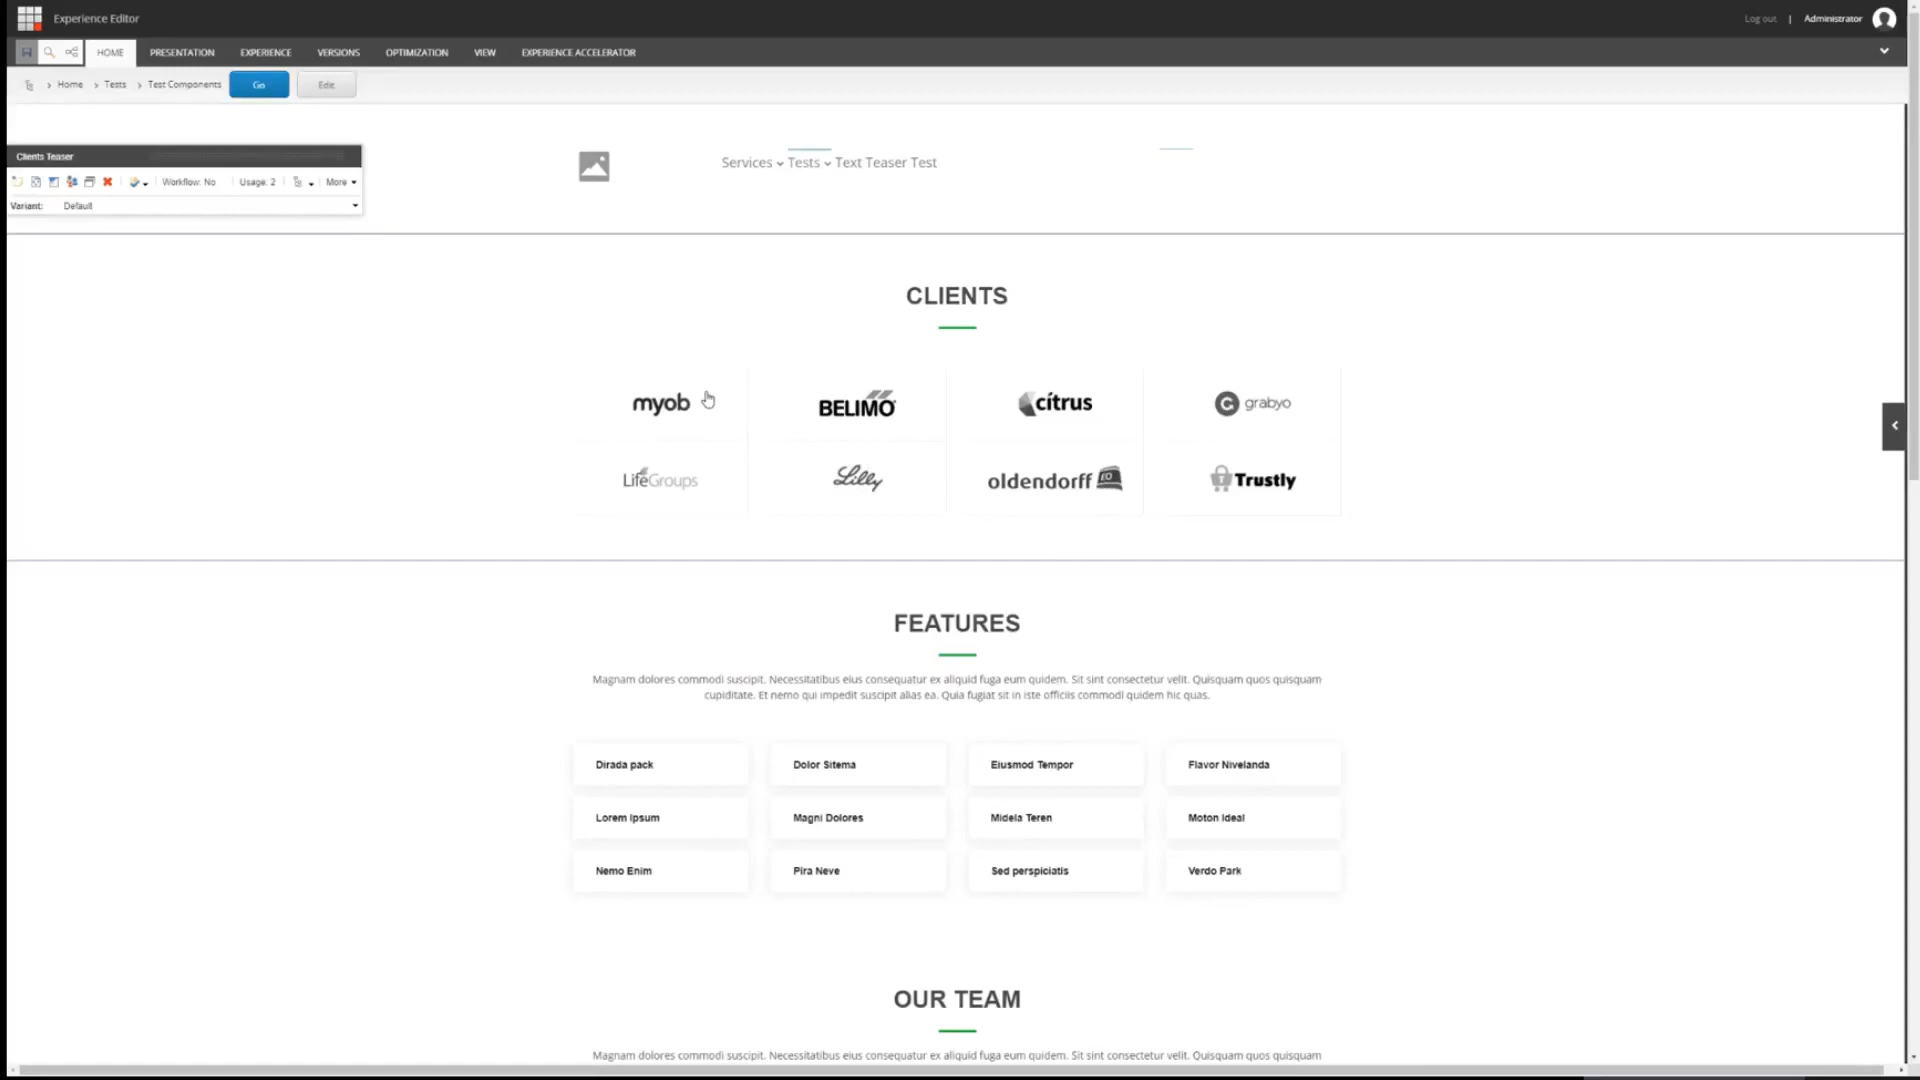 Experience Editor
Log out | Administrator
HOME PRESENTATION EXPERIENCE VERSIONS OPTIMIZATION VIEW EXPERIENCE ACCELERATOR
Home Tests Test Components Go Edit
Clients Teaser
Workflow: No Usage: 2 More
Variant: Default
Services Tests Text Teaser Test
CLIENTS
myob BELIMO citrus grabyo
LifeGroups Lilly oldendorff Trustly
FEATURES
Magnam dolores commodi suscipit. Necessitatibus eius consequatur ex aliquid fuga eum quidem. Sit sint consectetur velit. Quisquam quos quisquam
cupiditate. Et nemo qui impedit suscipit alias ea. Quia fugiat sit in iste officiis commodi quidem hic quas.
Dirada pack Dolor Sitema Eiusmod Tempor Flavor Nivelanda
Lorem Ipsum Magni Dolores Midela Teren Moton Ideal
Nemo Enim Pira Neve Sed perspiciatis Verdo Park
OUR TEAM
Magnam dolores commodi suscipit. Necessitatibus eius consequatur ex aliquid fuga eum quidem. Sit sint consectetur velit. Quisquam quos quisquam